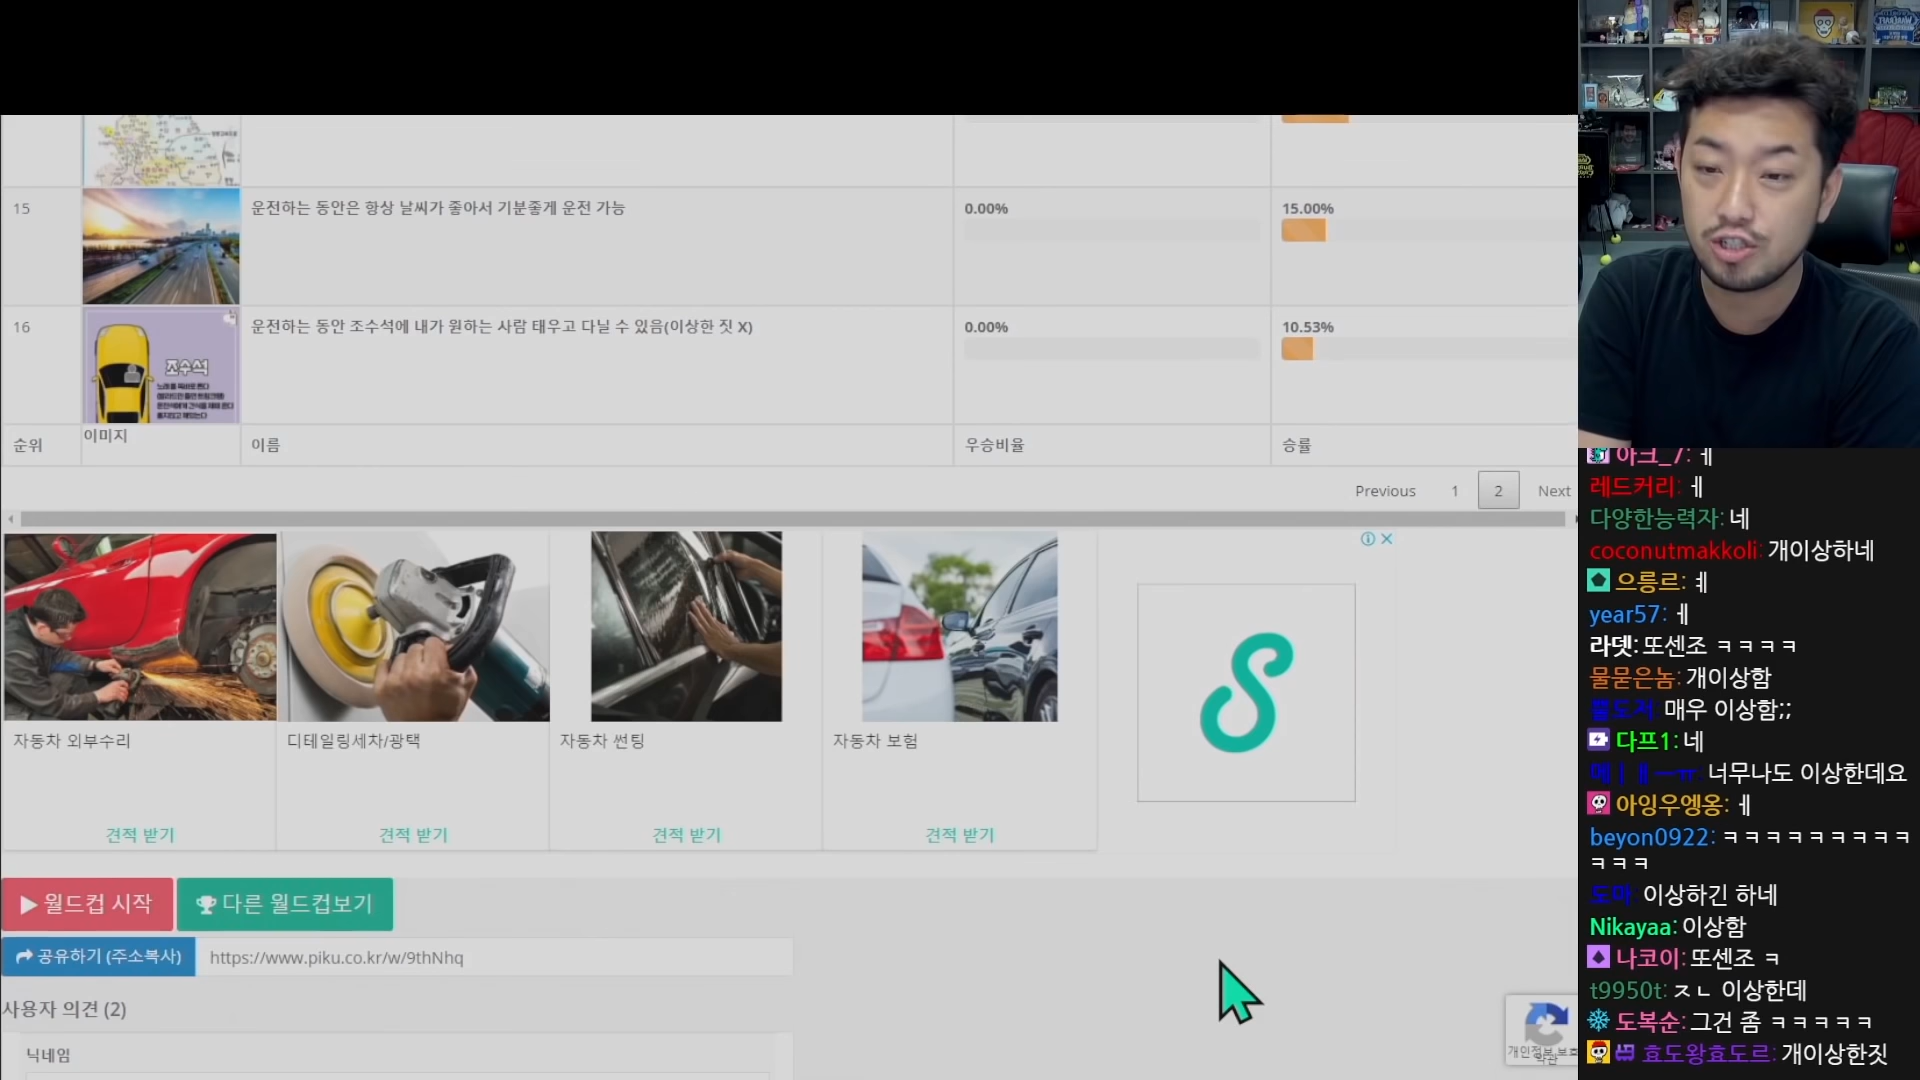 15
운전하는 동안은 항상 날씨가 좋아서 기분좋게 운전 가능
0.00%
15.00%
16
조수석
운전하는 동안 조수석에 내가 원하는 사람 태우고 다닐 수 있음(이상한 짓 X)
0.00%
10.53%
순위
이미지
이름
우승비율
승률
Previous
1
2
Next
자동차 외부수리
디테일링세차/광택
자동차 썬팅
자동차 보험
견적 받기
견적 받기
견적 받기
견적 받기
월드컵 시작
다른 월드컵보기
공유하기 (주소복사)
https://www.piku.co.kr/w/9thNhq
사용자 의견 (2)
닉네임
아크_7: ㅖ
레드커리: ㅖ
다양한능력자: 네
coconutmakkoli: 개이상하네
으릉르: ㅖ
year57: ㅖ
라뎃: 또센조 ㅋㅋㅋㅋ
물묻은놈: 개이상함
매우 이상함;;
다프1: 네
너무나도 이상한데요
아잉우엥옹: ㅖ
beyon0922: ㅋㅋㅋㅋㅋㅋㅋㅋㅋ
ㅋㅋㅋ
도마: 이상하긴 하네
Nikayaa: 이상함
나코이: 또센조 ㅋ
t9950t: ㅈㄴ 이상한데
도복순: 그건 좀 ㅋㅋㅋㅋㅋ
효도왕효도르: 개이상한짓